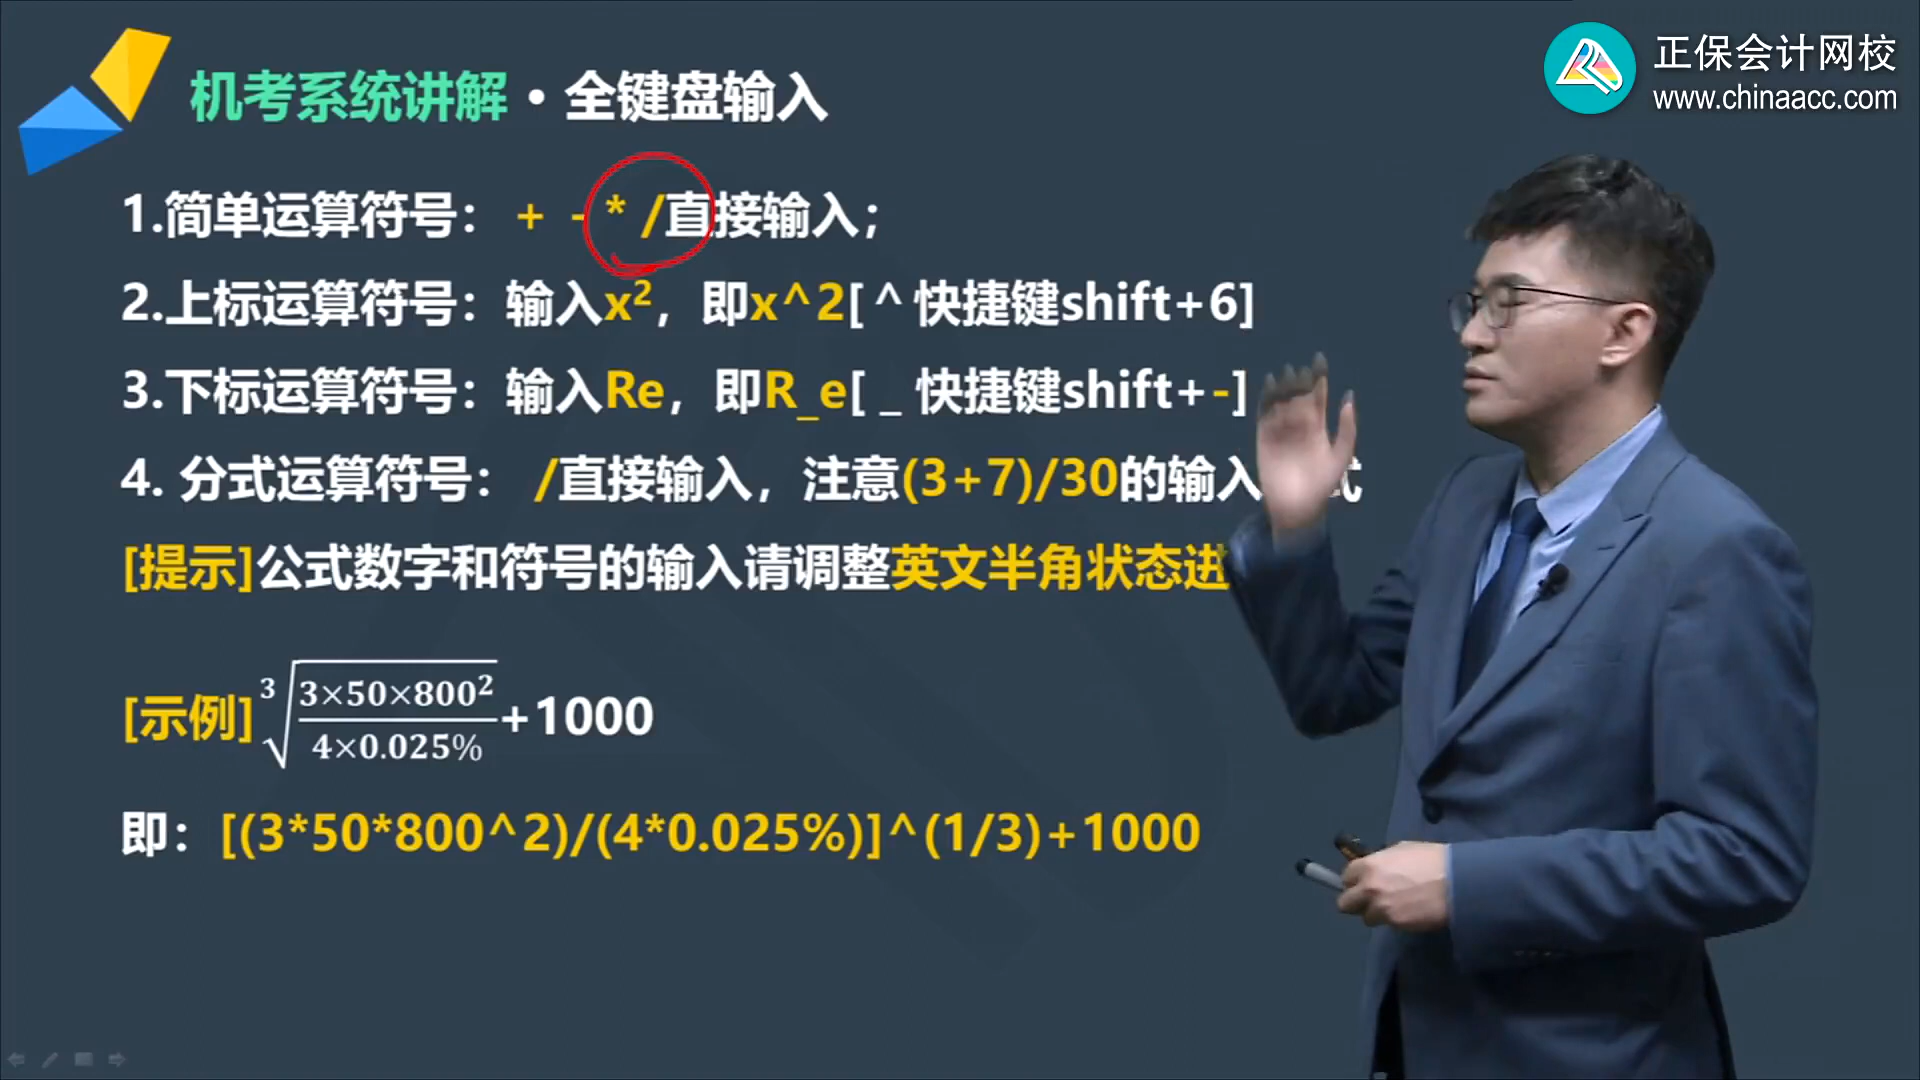 正保会计网校
www.chinaacc.com
机考系统讲解·全键盘输入
1.简单运算符号： + - * /直接输入；
2.上标运算符号：输入x²，即x^2[ ^快捷键shift+6]
3.下标运算符号：输入Re，即R_e[ _ 快捷键shift+-]
4. 分式运算符号： /直接输入，注意(3+7)/30的输入 式
[提示]公式数字和符号的输入请调整英文半角状态进
[示例]³√(3×50×800²/4×0.025%)+1000
即：[(3*50*800^2)/(4*0.025%)]^(1/3)+1000